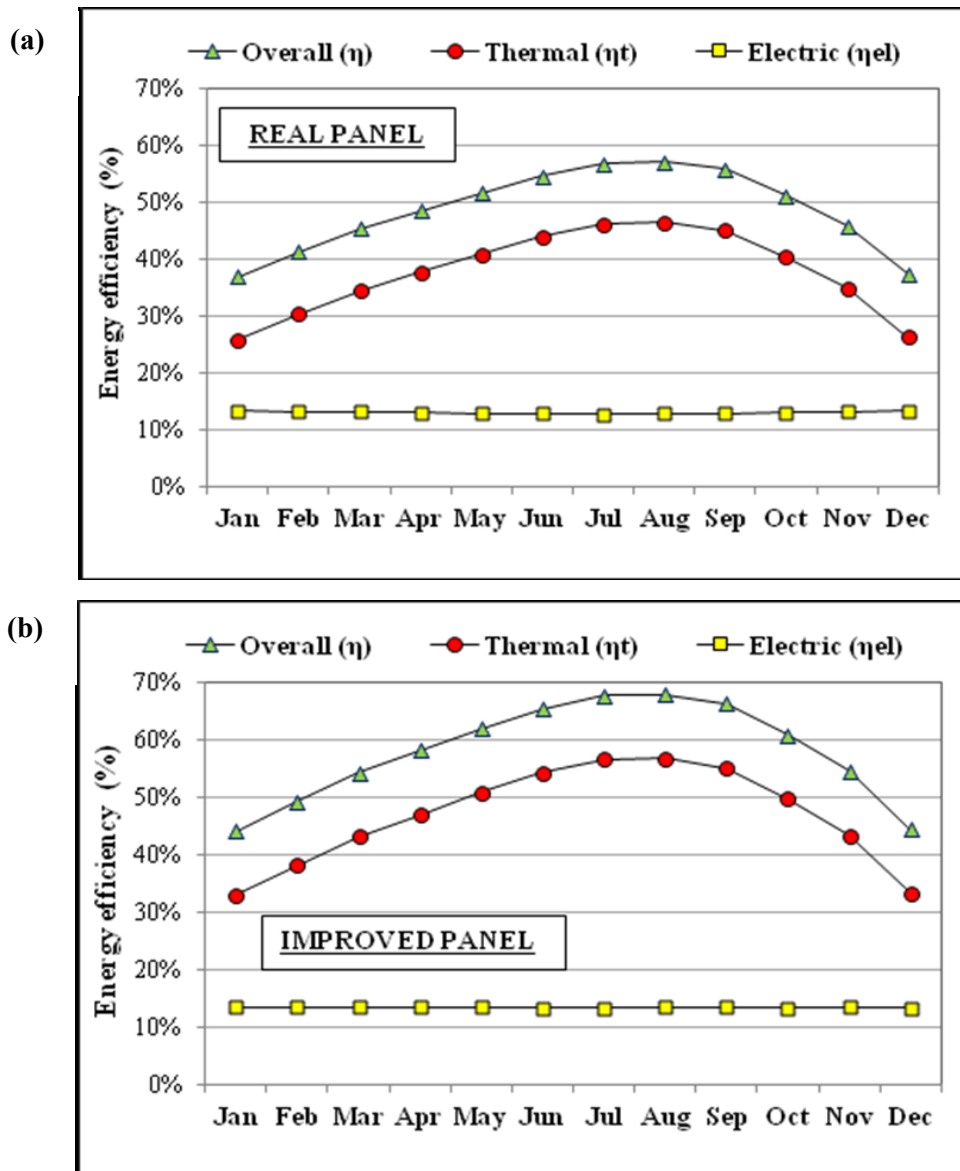 (a)
Overall (η) Thermal (ηt) Electric (ηel)
70%
REAL PANEL
60%
50%
40%
30%
20%
10%
0%
Energy efficiency (%)
Jan Feb Mar Apr May Jun Jul Aug Sep Oct Nov Dec
(b)
Overall (η) Thermal (ηt) Electric (ηel)
70%
60%
50%
40%
30%
20%
10%
0%
Energy efficiency (%)
IMPROVED PANEL
Jan Feb Mar Apr May Jun Jul Aug Sep Oct Nov Dec